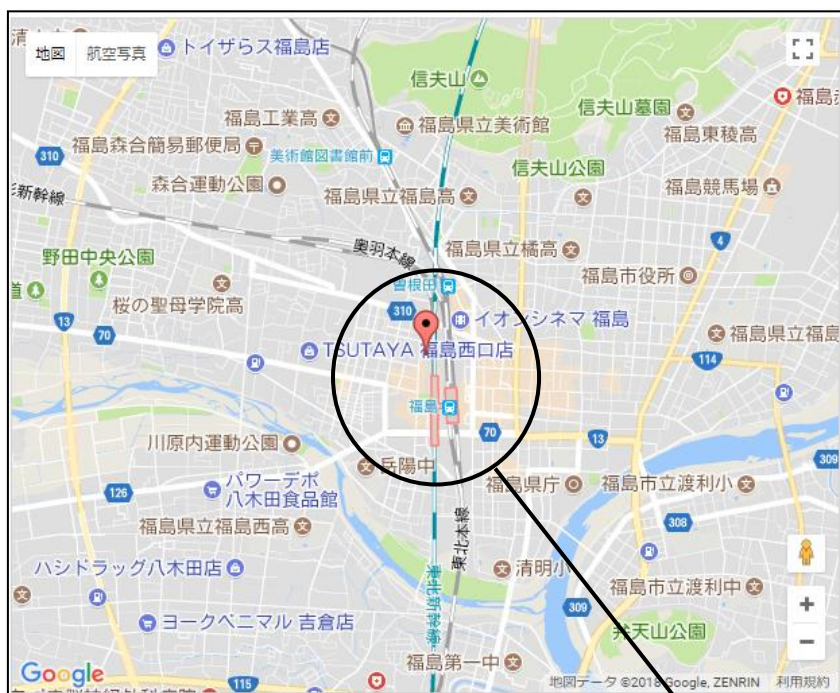 地図 航空写真
トイザらス福島店
信夫山
信夫山墓園
福島工業高
福島県立美術館
福島東稜高
310
福島森合簡易郵便局
美術館図書館前
信夫山公園
森合運動公園
福島県立福島高
福島競馬場
新幹線
奥羽本線
福島県立橘高
4
野田中央公園
福島市役所
道
曽根田
桜の聖母学院高
310
イオンシネマ 福島
13
70
TSUTAYA 福島西口店
福島県立福島
114
福島
川原内運動公園
70
13
岳陽中
309
126
パワーデポ
八木田食品館
福島県庁
福島市立渡利小
福島県立福島西高
308
東北本線
ハシドラッグ八木田店
清明小
福島市立渡利中
東北新幹線
309
ヨークベニマル 吉倉店
弁天山公園
福島第一中
115
Google
地図データ ©2018 Google, ZENRIN 利用規約